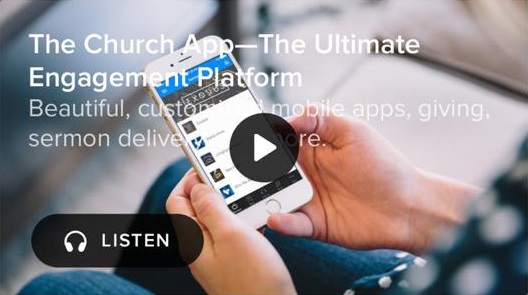 The Church App—The Ultimate
Engagement Platform
Beautiful, mobile apps, giving,
sermon
LISTEN